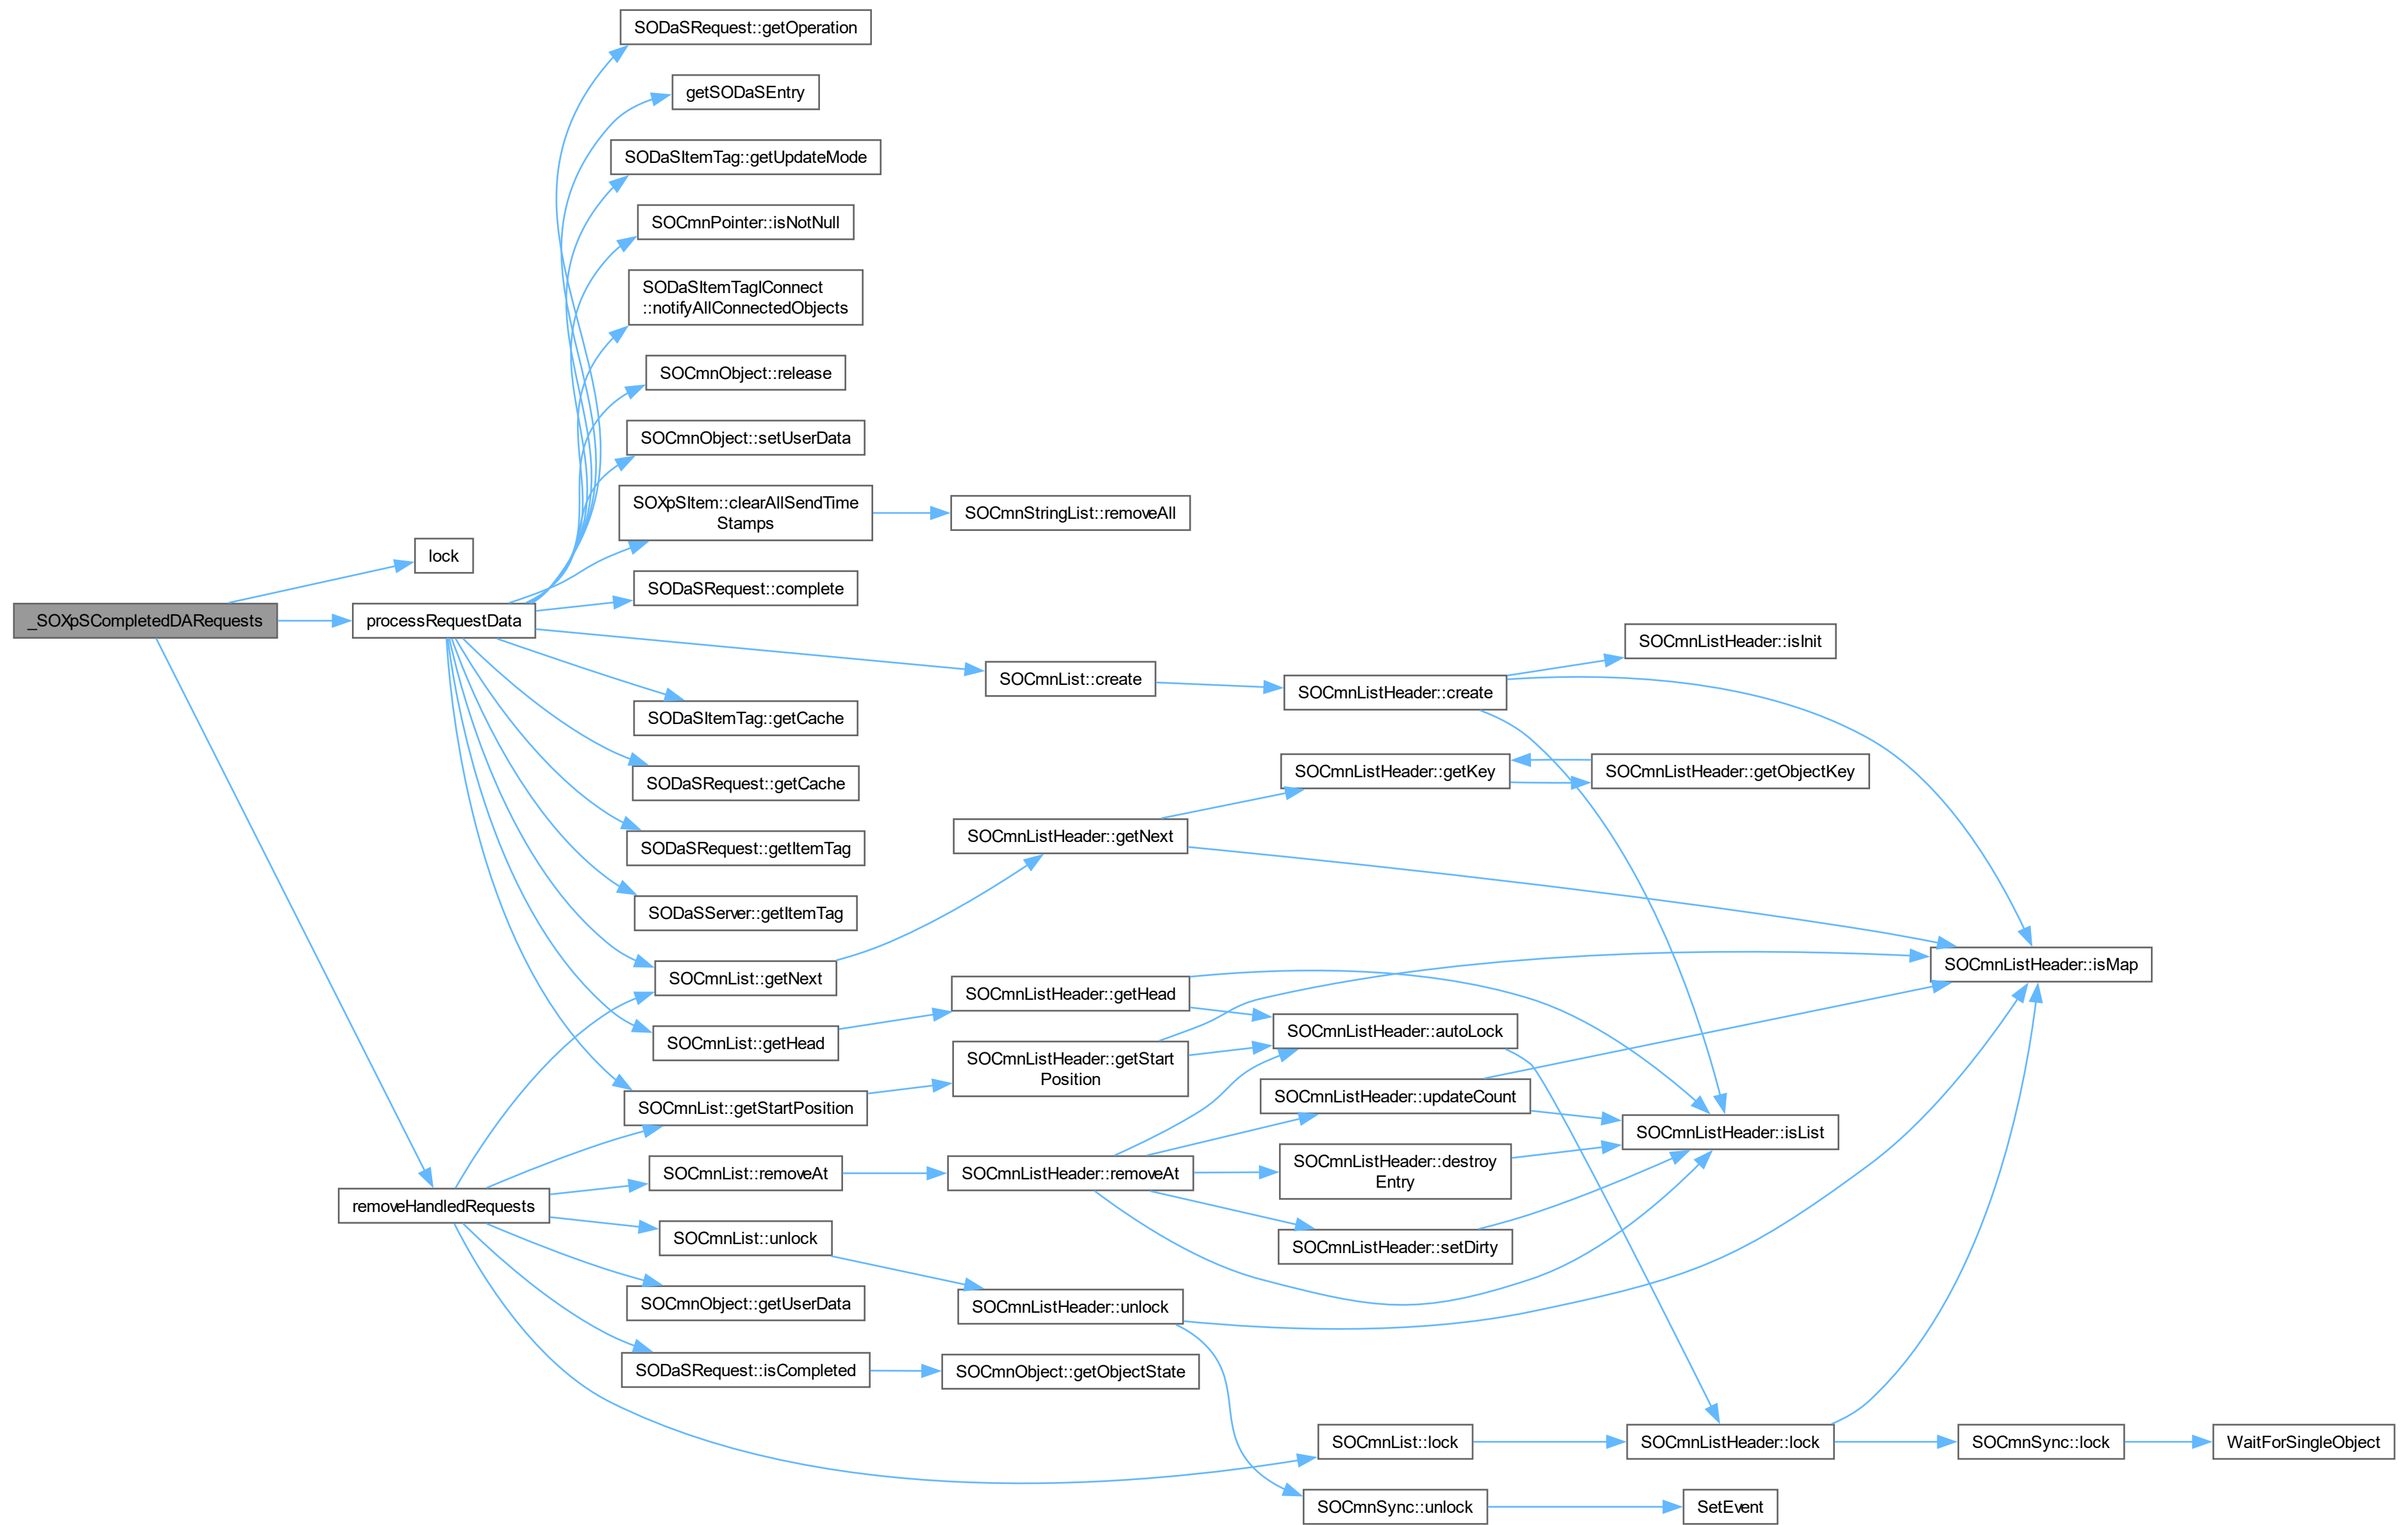 SODaSRequest::getOperation
getSODaSEntry
SODaSItemTag::getUpdateMode
SOCmnPointer::isNotNull
SODaSItemTagIConnect
::notifyAllConnectedObjects
SOCmnObject::release
SOCmnObject::setUserData
SOXpSItem::clearAllSendTime
Stamps
SOCmnStringList::removeAll
lock
SODaSRequest::complete
_SOXpSCompletedDARequests
processRequestData
SOCmnListHeader::isInit
SOCmnList::create
SOCmnListHeader::create
SODaSItemTag::getCache
SOCmnListHeader::getKey
SOCmnListHeader::getObjectKey
SODaSRequest::getCache
SOCmnListHeader::getNext
SODaSRequest::getItemTag
SODaSServer::getItemTag
SOCmnListHeader::isMap
SOCmnList::getNext
SOCmnListHeader::getHead
SOCmnListHeader::autoLock
SOCmnList::getHead
SOCmnListHeader::getStart
Position
SOCmnListHeader::updateCount
SOCmnList::getStartPosition
SOCmnListHeader::isList
SOCmnList::removeAt
SOCmnListHeader::removeAt
SOCmnListHeader::destroy
Entry
removeHandledRequests
SOCmnList::unlock
SOCmnListHeader::setDirty
SOCmnObject::getUserData
SOCmnListHeader::unlock
SODaSRequest::isCompleted
SOCmnObject::getObjectState
SOCmnList::lock
SOCmnListHeader::lock
SOCmnSync::lock
WaitForSingleObject
SOCmnSync::unlock
SetEvent